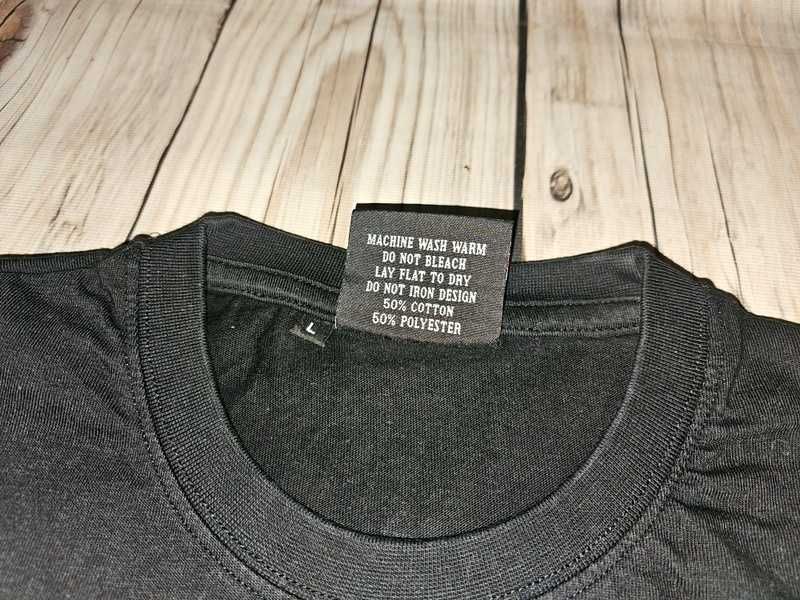 MACHINE WASH WARM
DO NOT BLEACH
LAY FLAT TO DRY
DO NOT IRON DESIGN
50% COTTON
50% POLYESTER
L